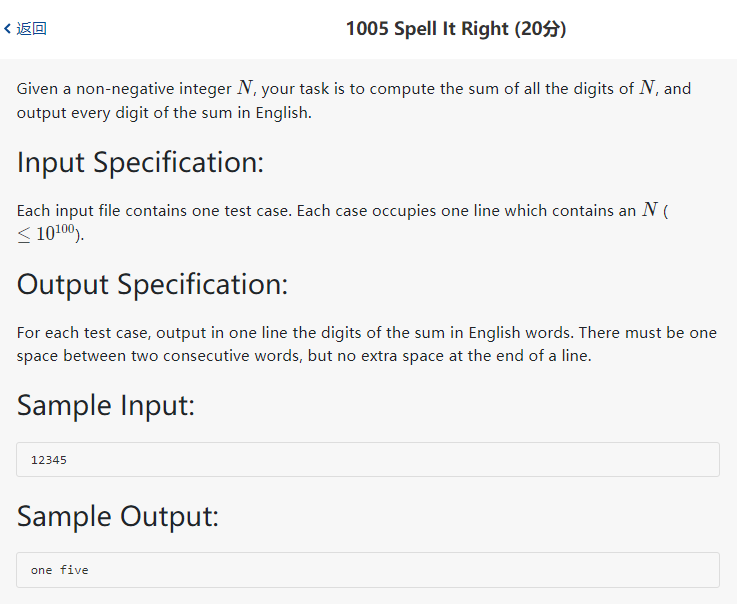 返回
1005 Spell It Right (20分)
Given a non-negative integer N, your task is to compute the sum of all the digits of N, and
output every digit of the sum in English.
Input Specification:
Each input file contains one test case. Each case occupies one line which contains an N (
≤ 10¹⁰⁰).
Output Specification:
For each test case, output in one line the digits of the sum in English words. There must be one
space between two consecutive words, but no extra space at the end of a line.
Sample Input:
12345
Sample Output:
one five